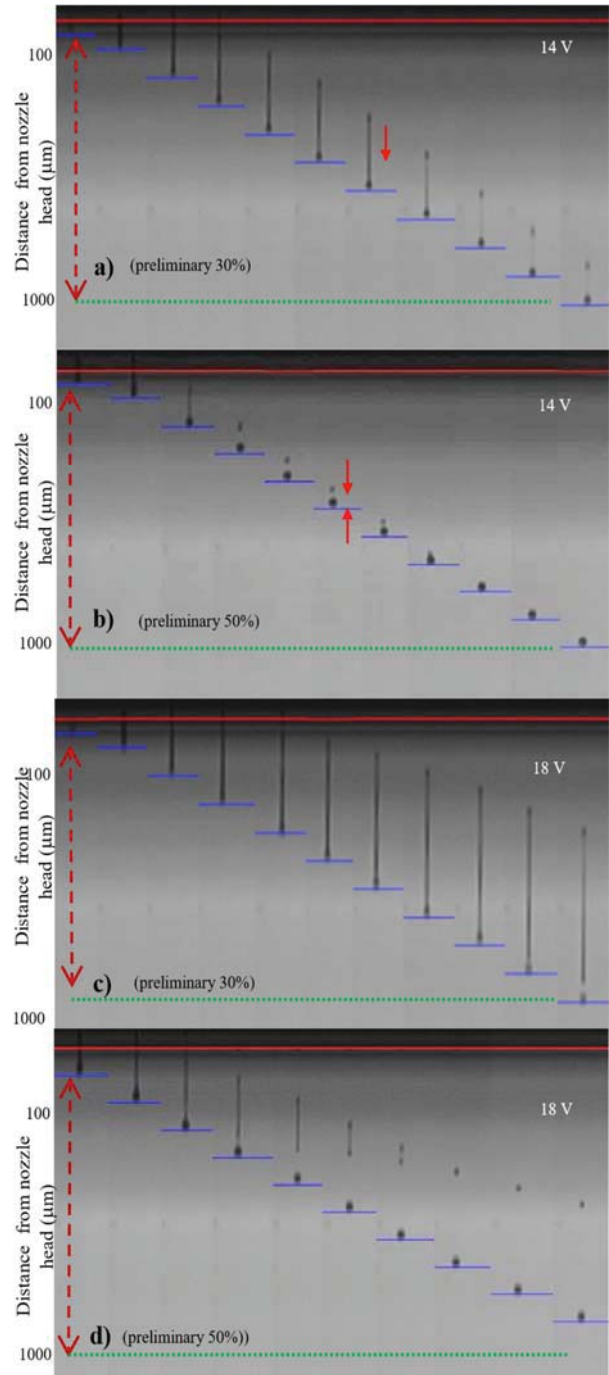 100
14 V
Distance from nozzle
head (µm)
a) (preliminary 30%)
1000
100
14 V
Distance from nozzle
head (µm)
b) (preliminary 50%)
1000
100
18 V
Distance from nozzle
head (µm)
c) (preliminary 30%)
1000
100
18 V
Distance from nozzle
head (µm)
d) (preliminary 50%))
1000